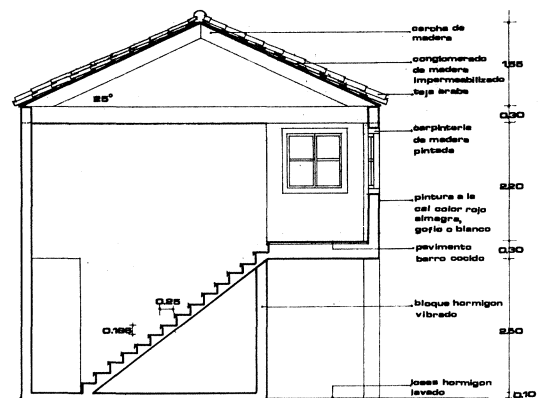 cercha de
madera
conglomerado
de madera
impermeabilizado
teja arabe
1,55
25°
0.30
carpinteria
de madera
pintada
2.20
pintura a la
cal color rojo
almagra,
gofio o blanco
0.30
pavimento
barro cocido
0.25
0.186
bloque hormigon
vibrado
2.50
losas hormigon
lavado
0.10